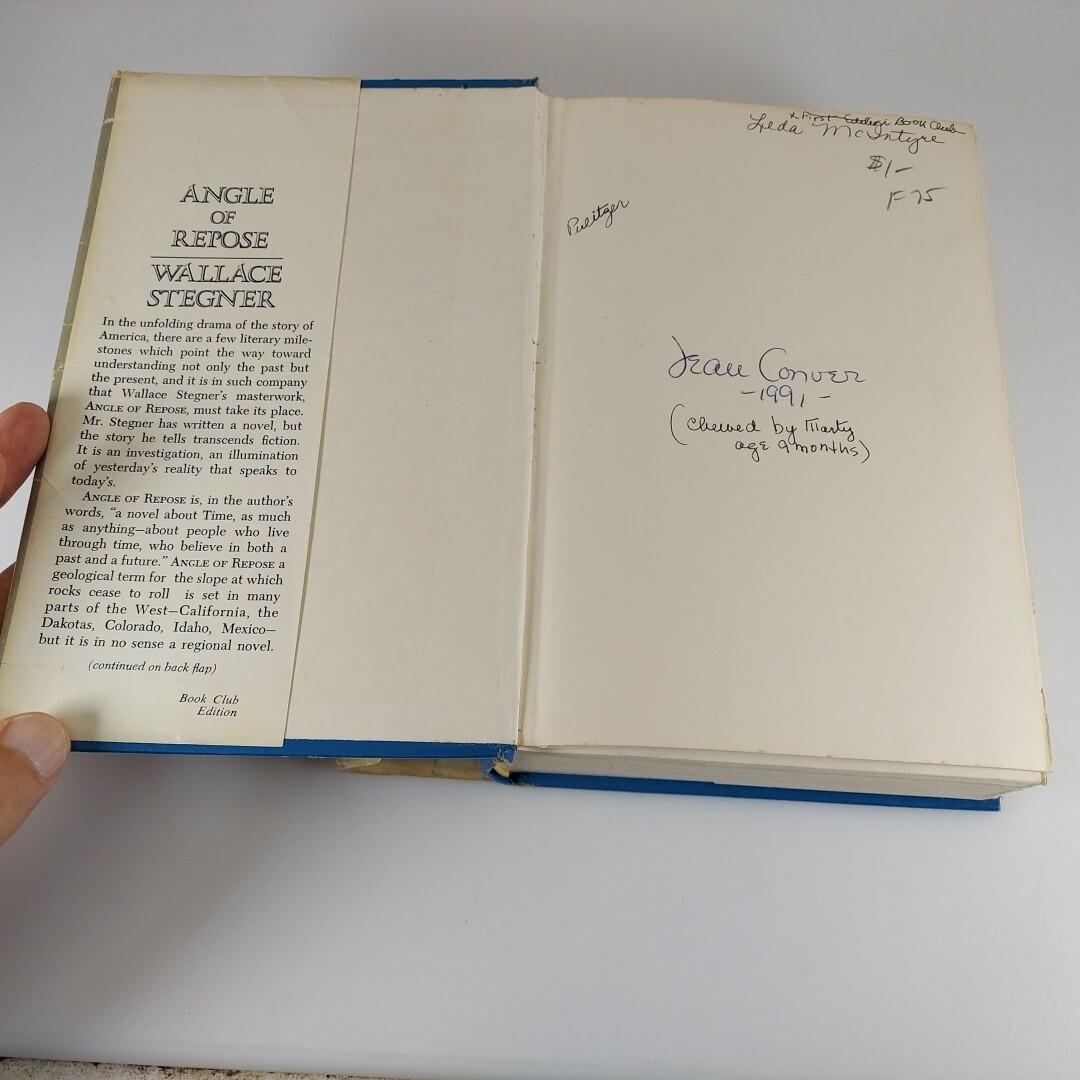 ANGLE
OF
REPOSE
WALLACE
STEGNER
In the unfolding drama of the story of
America, there are a few literary mile-
stones which point the way toward
understanding not only the past but
the present, and it is in such company
that Wallace Stegner's masterwork,
ANGLE OF REPOSE, must take its place.
Mr. Stegner has written a novel, but
the story he tells transcends fiction.
It is an investigation, an illumination
of yesterday's reality that speaks to
today's.
ANGLE OF REPOSE is, in the author's
words, "a novel about Time, as much
as anything—about people who live
through time, who believe in both a
past and a future." ANGLE OF REPOSE a
geological term for the slope at which
rocks cease to roll is set in many
parts of the West—California, the
Dakotas, Colorado, Idaho, Mexico—
but it is in no sense a regional novel.
(continued on back flap)
Book Club
Edition
First Book Club
Leda McIntyre
$1-
F75
Pulitzer
Jean Conver
-1991-
(chewed by Marty
age 9 months)